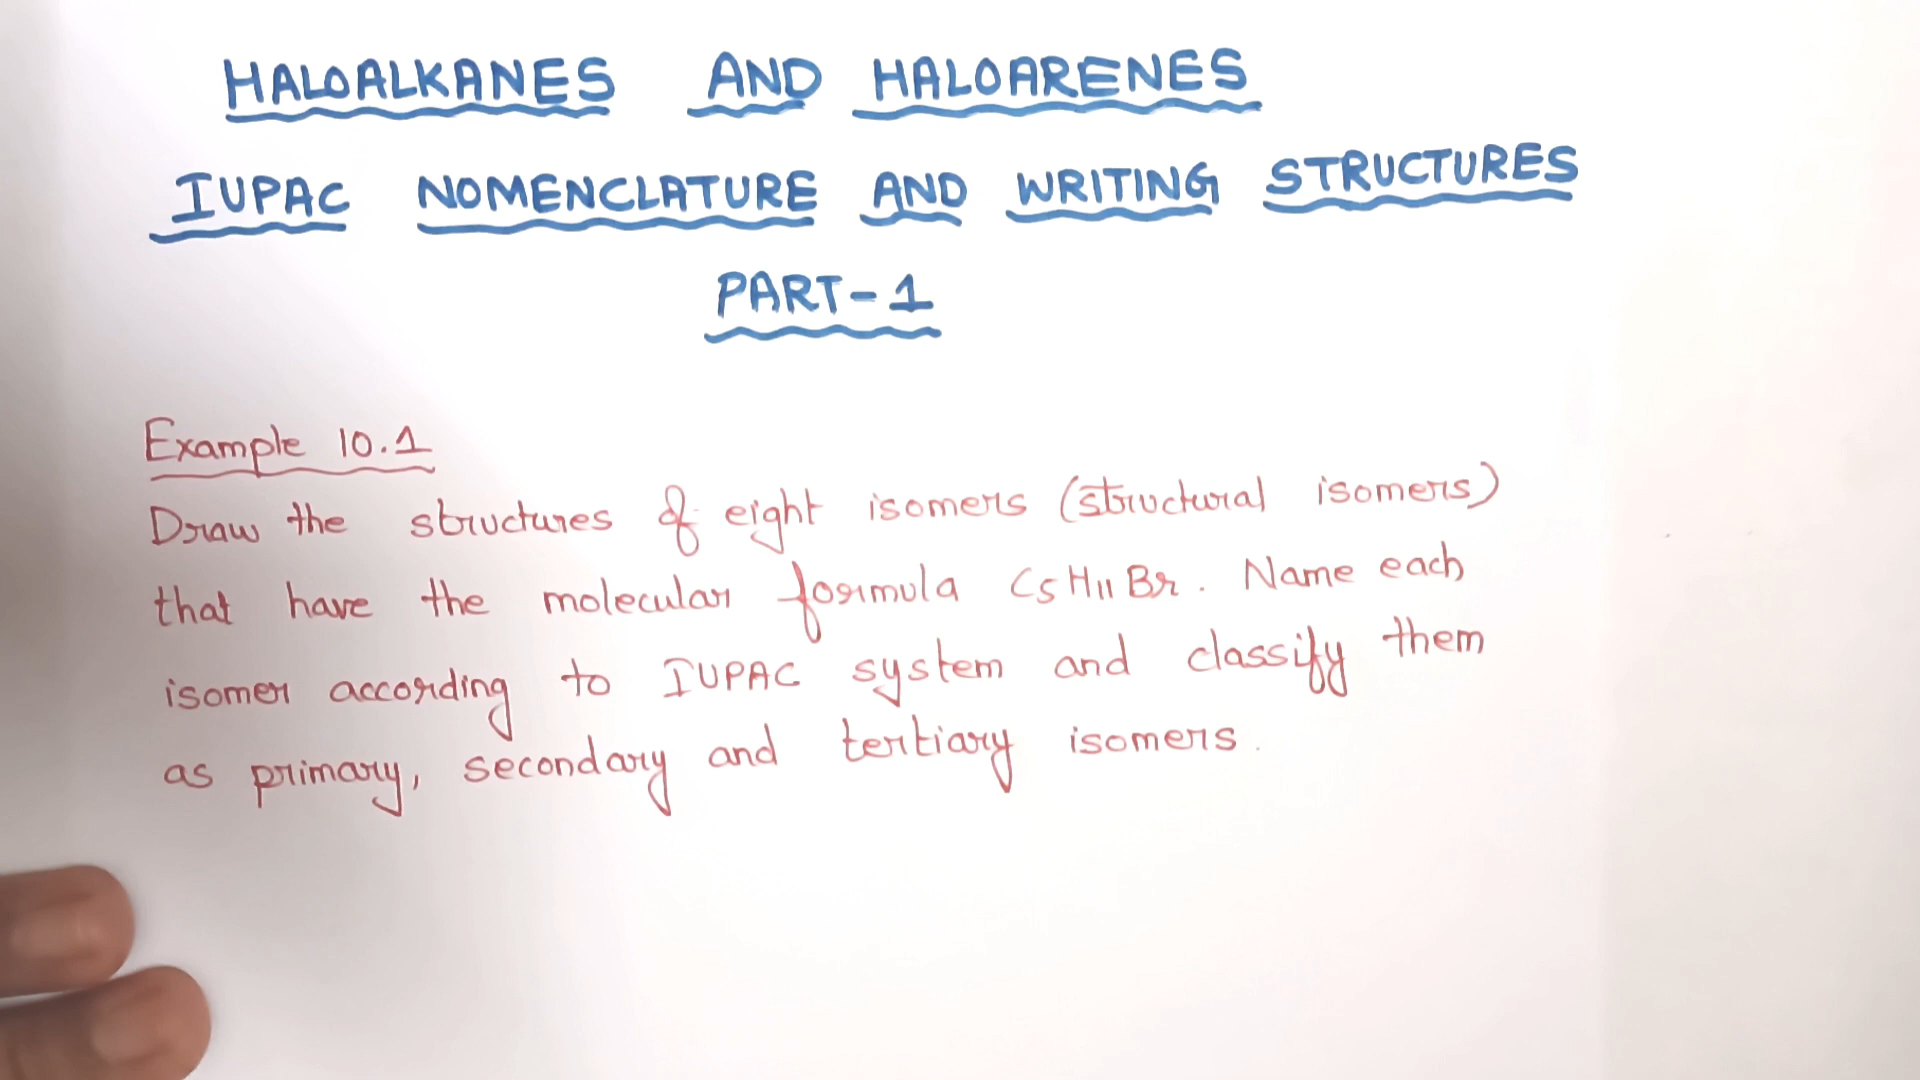 HALOALKANES AND HALOARENES
IUPAC NOMENCLATURE AND WRITING STRUCTURES
PART-1
Example 10.1
Draw the structures of eight isomers (structural isomers)
that have the molecular formula C5H11Br. Name each
isomer according to IUPAC system and classify them
as primary, secondary and tertiary isomers.